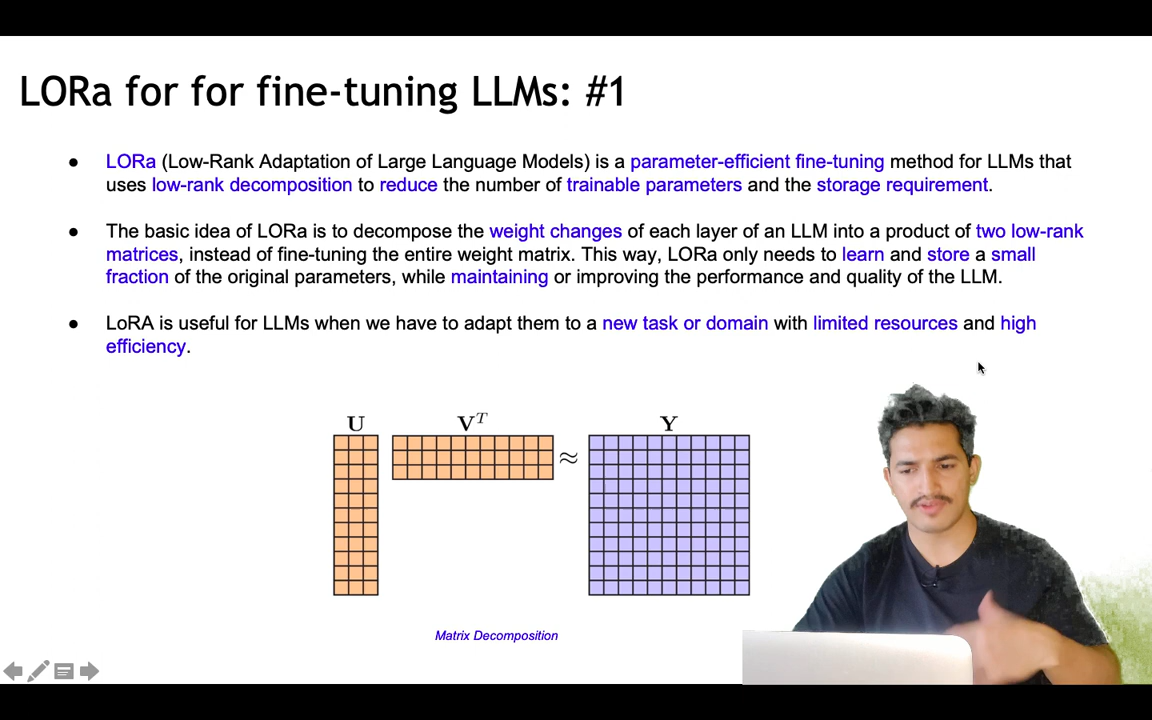 LORa for for fine-tuning LLMs: #1
● LORa (Low-Rank Adaptation of Large Language Models) is a parameter-efficient fine-tuning method for LLMs that
uses low-rank decomposition to reduce the number of trainable parameters and the storage requirement.
● The basic idea of LORa is to decompose the weight changes of each layer of an LLM into a product of two low-rank
matrices, instead of fine-tuning the entire weight matrix. This way, LORa only needs to learn and store a small
fraction of the original parameters, while maintaining or improving the performance and quality of the LLM.
● LoRA is useful for LLMs when we have to adapt them to a new task or domain with limited resources and high
efficiency.
U V^T ≈ Y
Matrix Decomposition